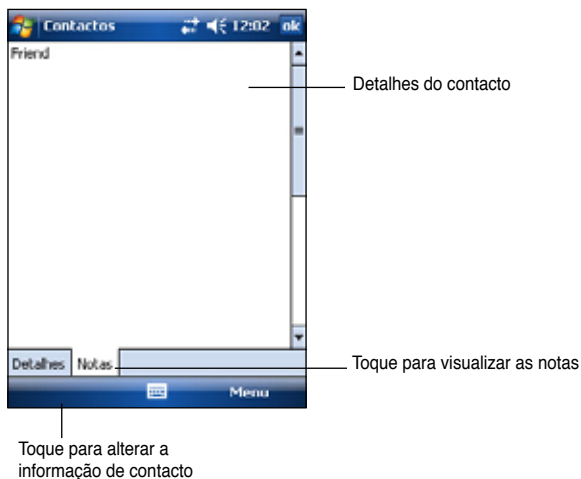 Contactos 12:02 ok
Friend
Detalhes do contacto
Detalhes Notas
Toque para visualizar as notas
Menu
Toque para alterar a
informação de contacto